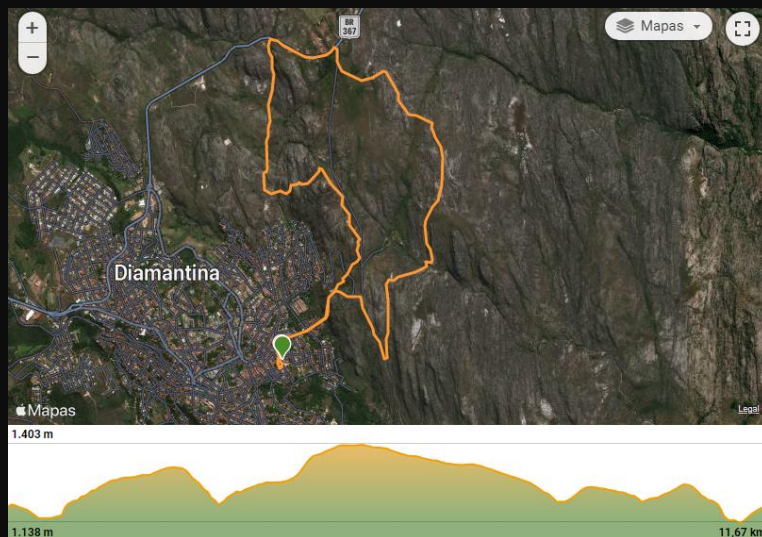 +
BR
367
Mapas
−
Diamantina
Mapas
Legal
1.403 m
1.138 m
11,67 km